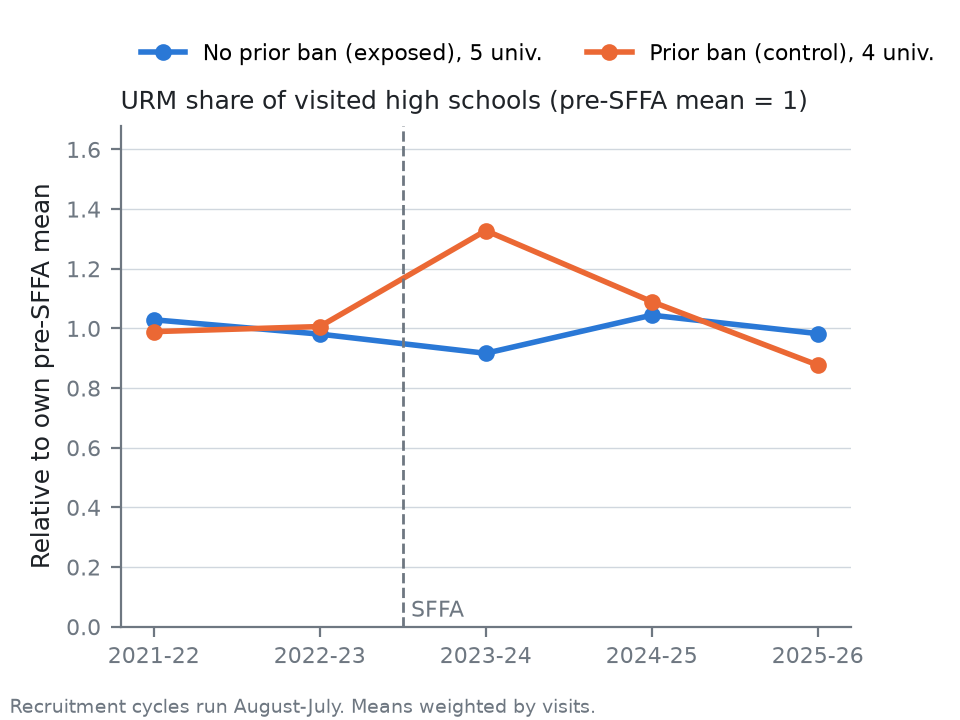 No prior ban (exposed), 5 univ.
Prior ban (control), 4 univ.
URM share of visited high schools (pre-SFFA mean = 1)
Relative to own pre-SFFA mean
1.6
1.4
1.2
1.0
0.8
0.6
0.4
0.2
0.0
SFFA
2021-22
2022-23
2023-24
2024-25
2025-26
Recruitment cycles run August-July. Means weighted by visits.